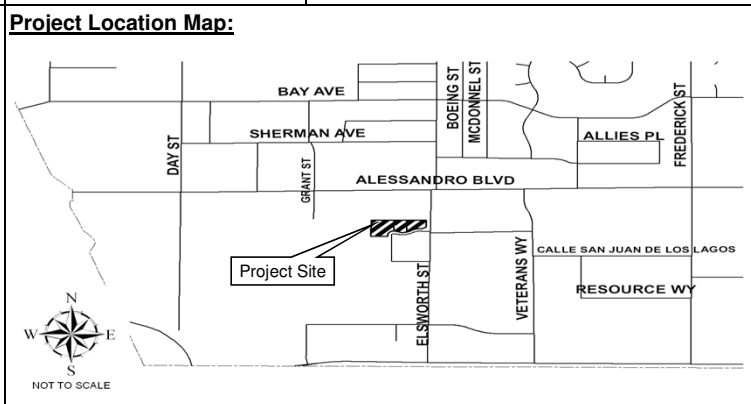 Project Location Map:
BAY AVE
SHERMAN AVE
DAY ST
GRANT ST
BOEING ST
MCDONNEL ST
ALLIES PL
FREDERICK ST
ALESSANDRO BLVD
Project Site
ELSWORTH ST
VETERANS WY
CALLE SAN JUAN DE LOS LAGOS
RESOURCE WY
N
W
E
S
NOT TO SCALE